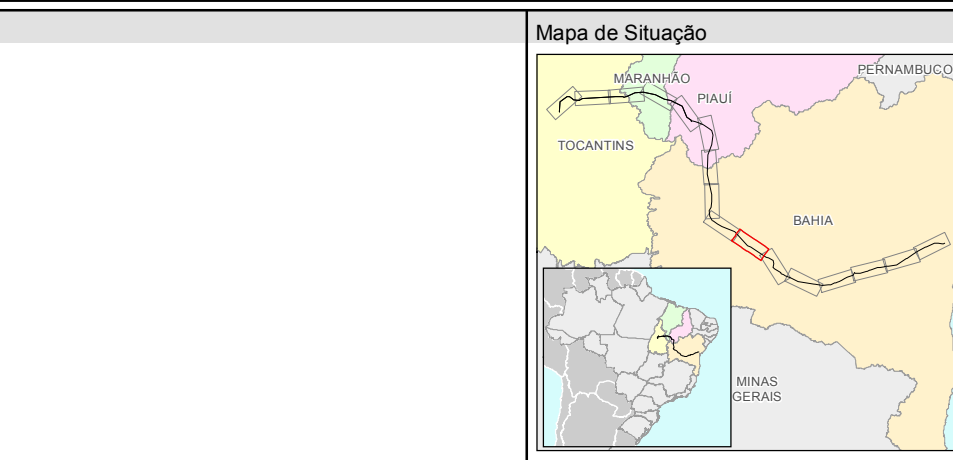 Mapa de Situação
PERNAMBUCO
MARANHÃO
PIAUÍ
TOCANTINS
BAHIA
MINAS
GERAIS